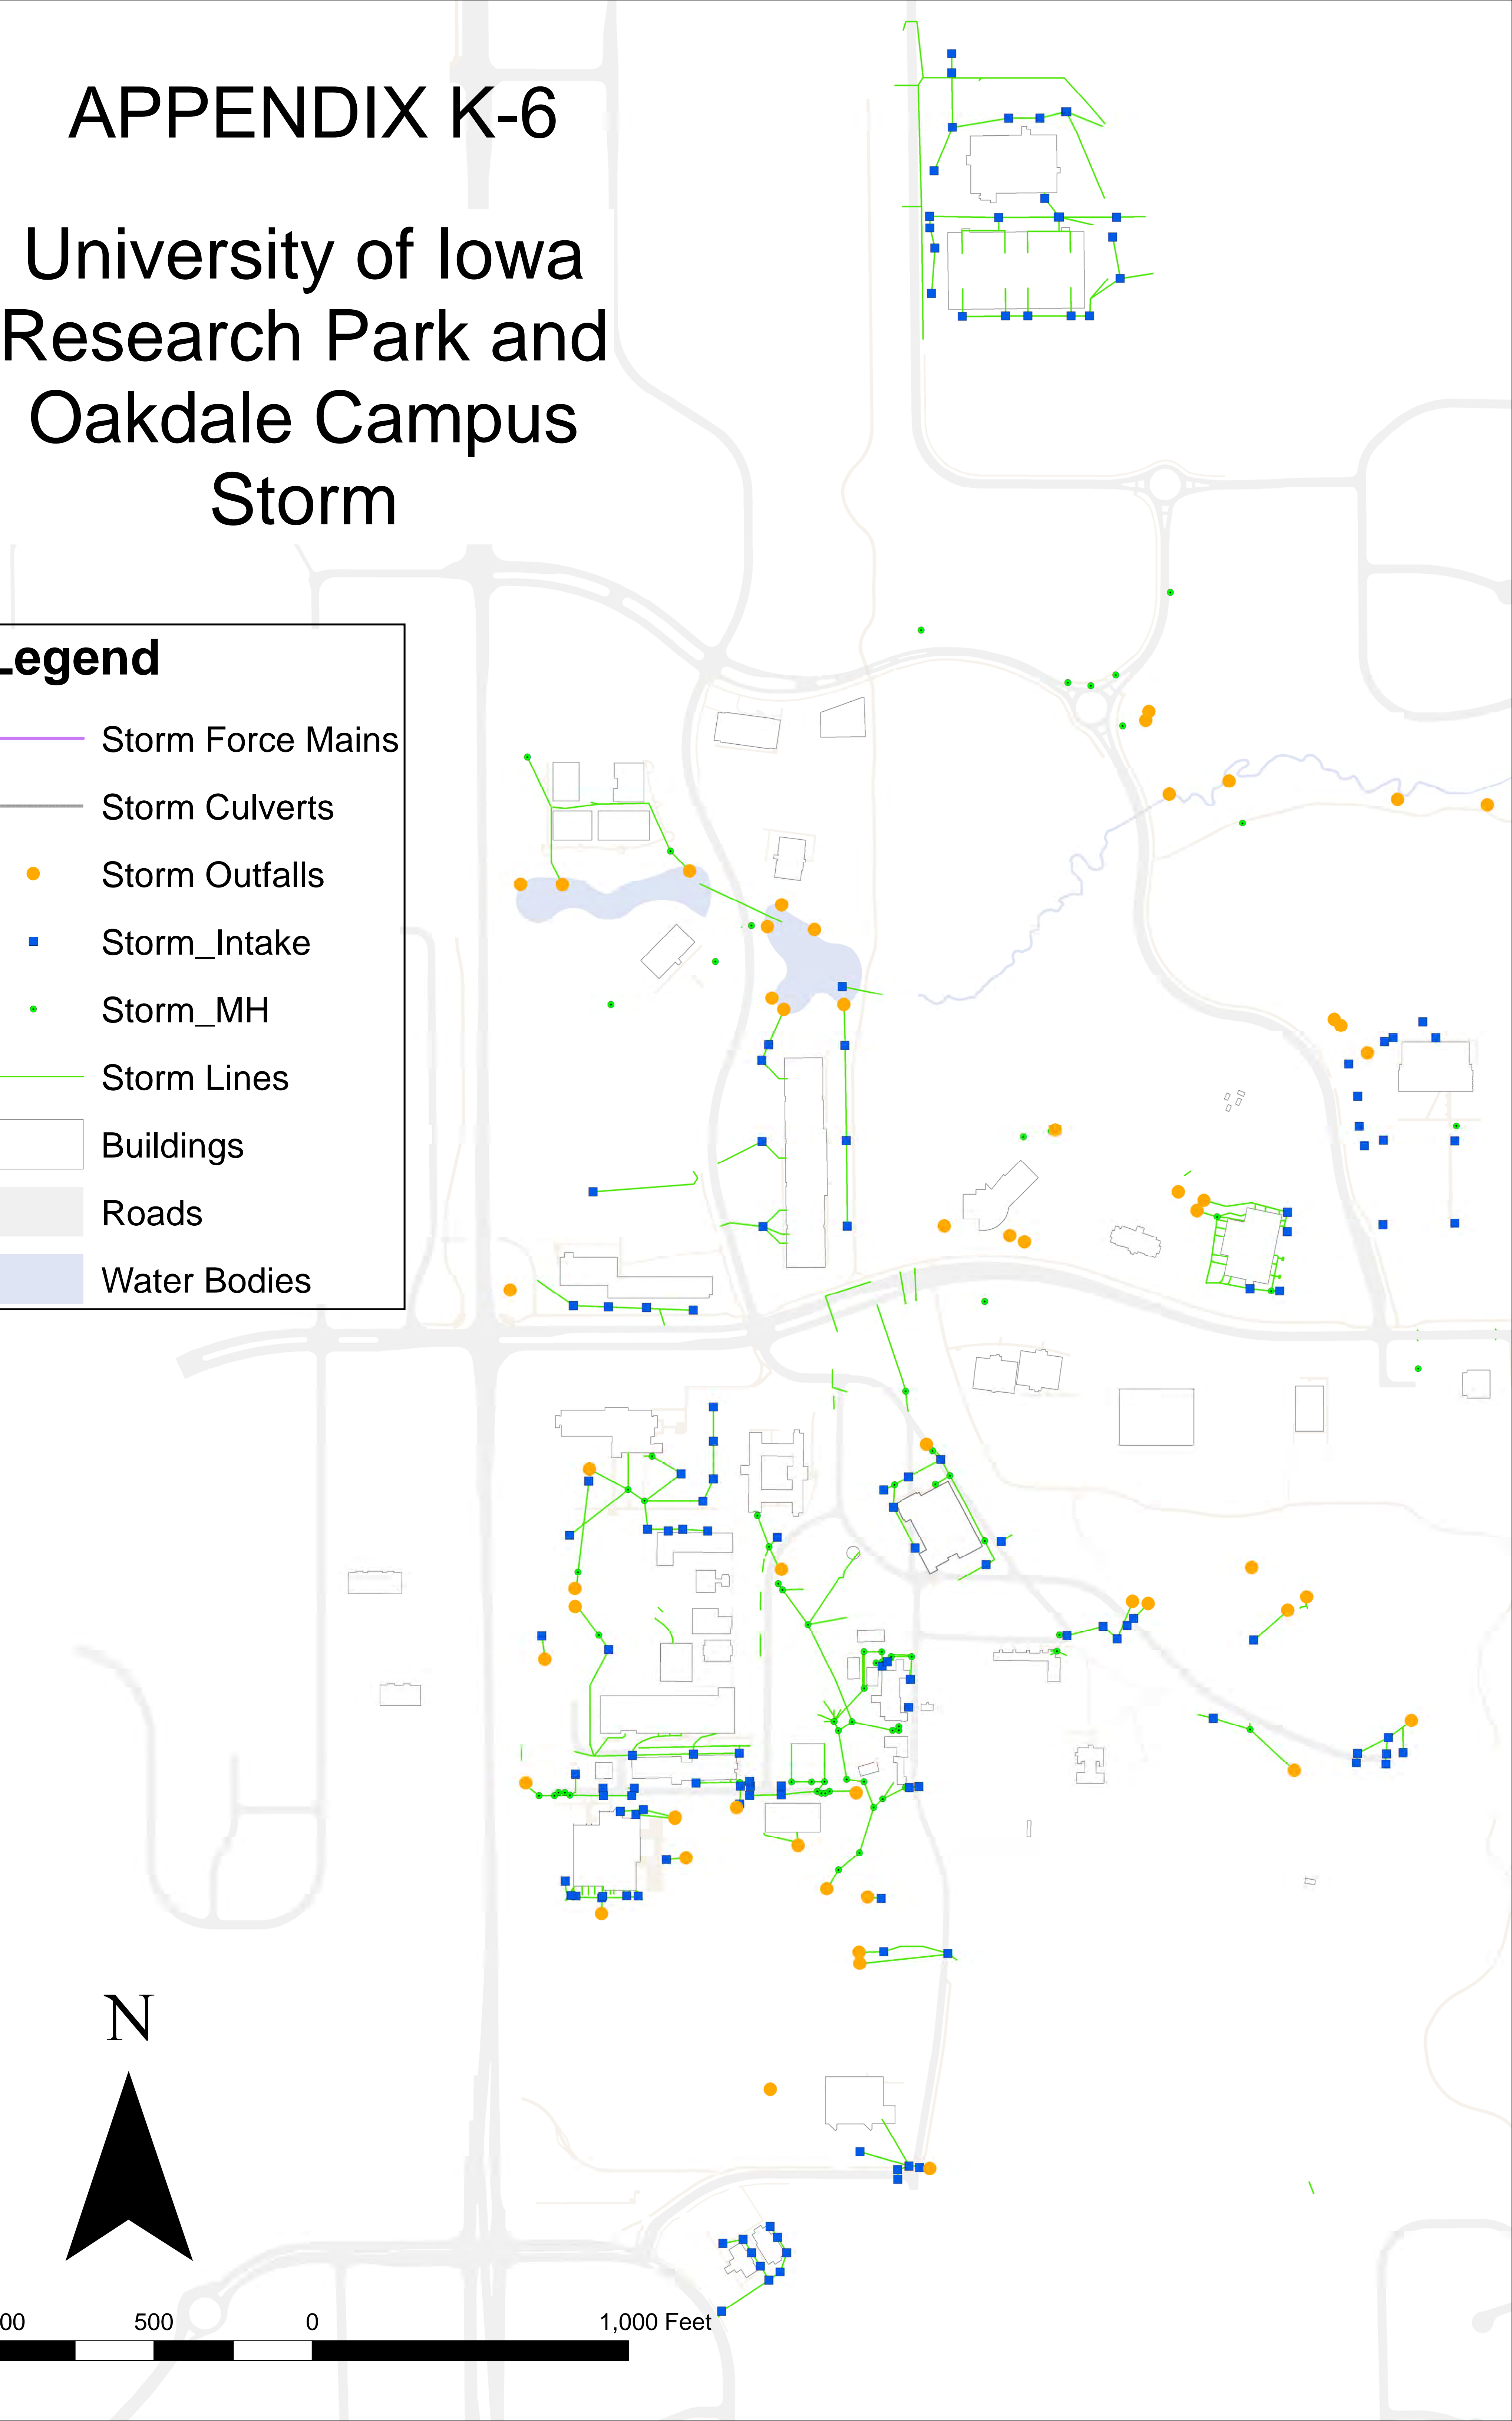 APPENDIX K-6
University of Iowa
Research Park and
Oakdale Campus
Storm
Legend
Storm Force Mains
Storm Culverts
Storm Outfalls
Storm_Intake
Storm_MH
Storm Lines
Buildings
Roads
Water Bodies
N
00 500 0 1,000 Feet